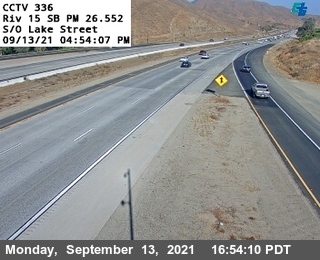 CCTV 336
Riv 15 SB PM 26.552
S/O Lake Street
09/13/21 04:54:07 PM
Monday, September 13, 2021 16:54:10 PDT